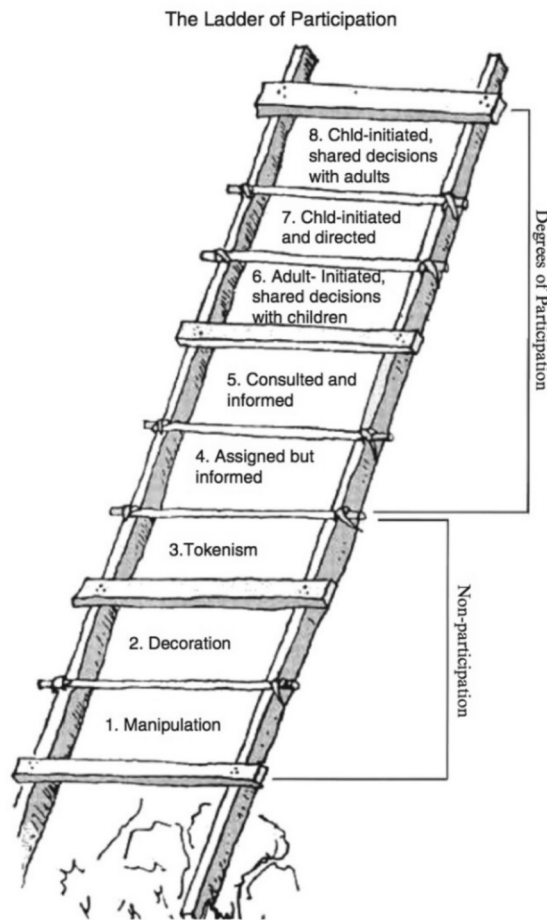 The Ladder of Participation
8. Chld-initiated,
shared decisions
with adults
7. Chld-initiated
and directed
6. Adult- Initiated,
shared decisions
with children
5. Consulted and
informed
4. Assigned but
informed
3.Tokenism
2. Decoration
1. Manipulation
Degrees of Participation
Non-participation